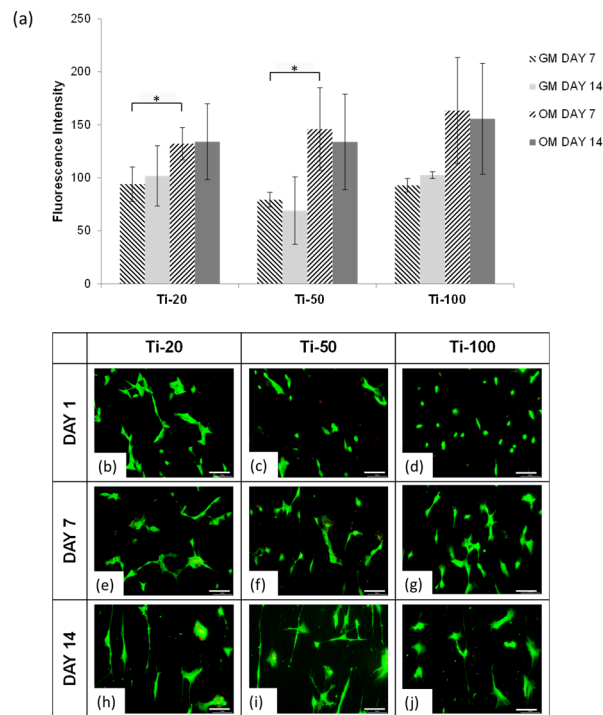 (a)
250
200
150
100
50
0
Fluorescence Intensity
*
*
GM DAY 7
GM DAY 14
OM DAY 7
OM DAY 14
Ti-20 Ti-50 Ti-100
Ti-20 Ti-50 Ti-100
DAY 1
(b) (c) (d)
DAY 7
(e) (f) (g)
DAY 14
(h) (i) (j)